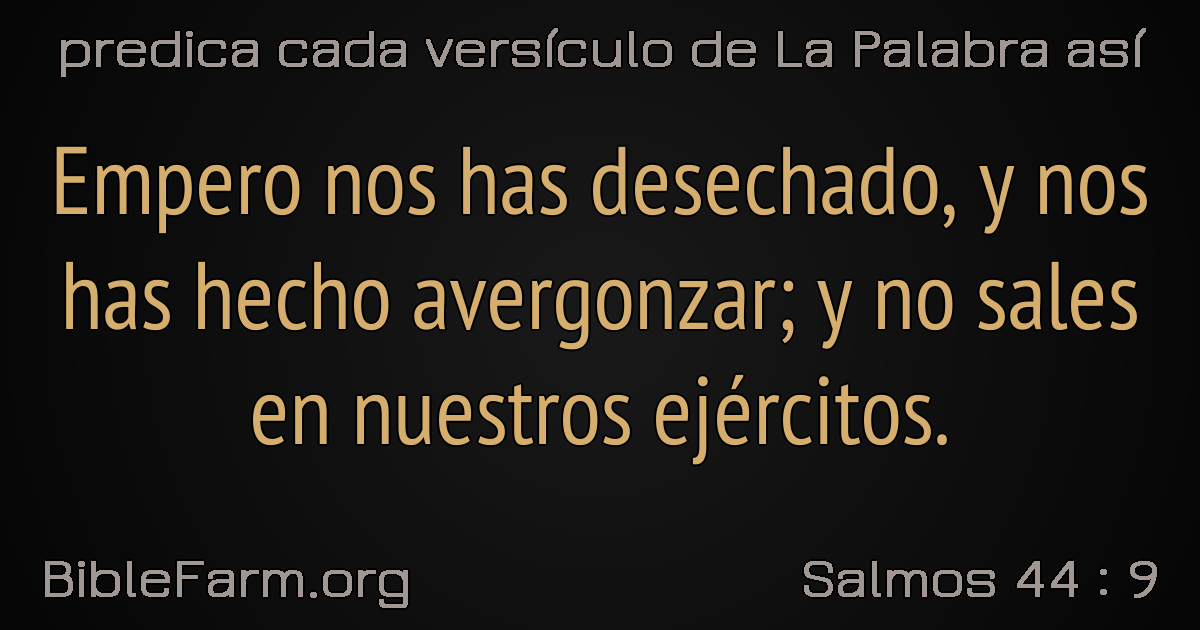 predica cada versículo de La Palabra así
Empero nos has desechado, y nos
has hecho avergonzar; y no sales
en nuestros ejércitos.
BibleFarm.org
Salmos 44 : 9